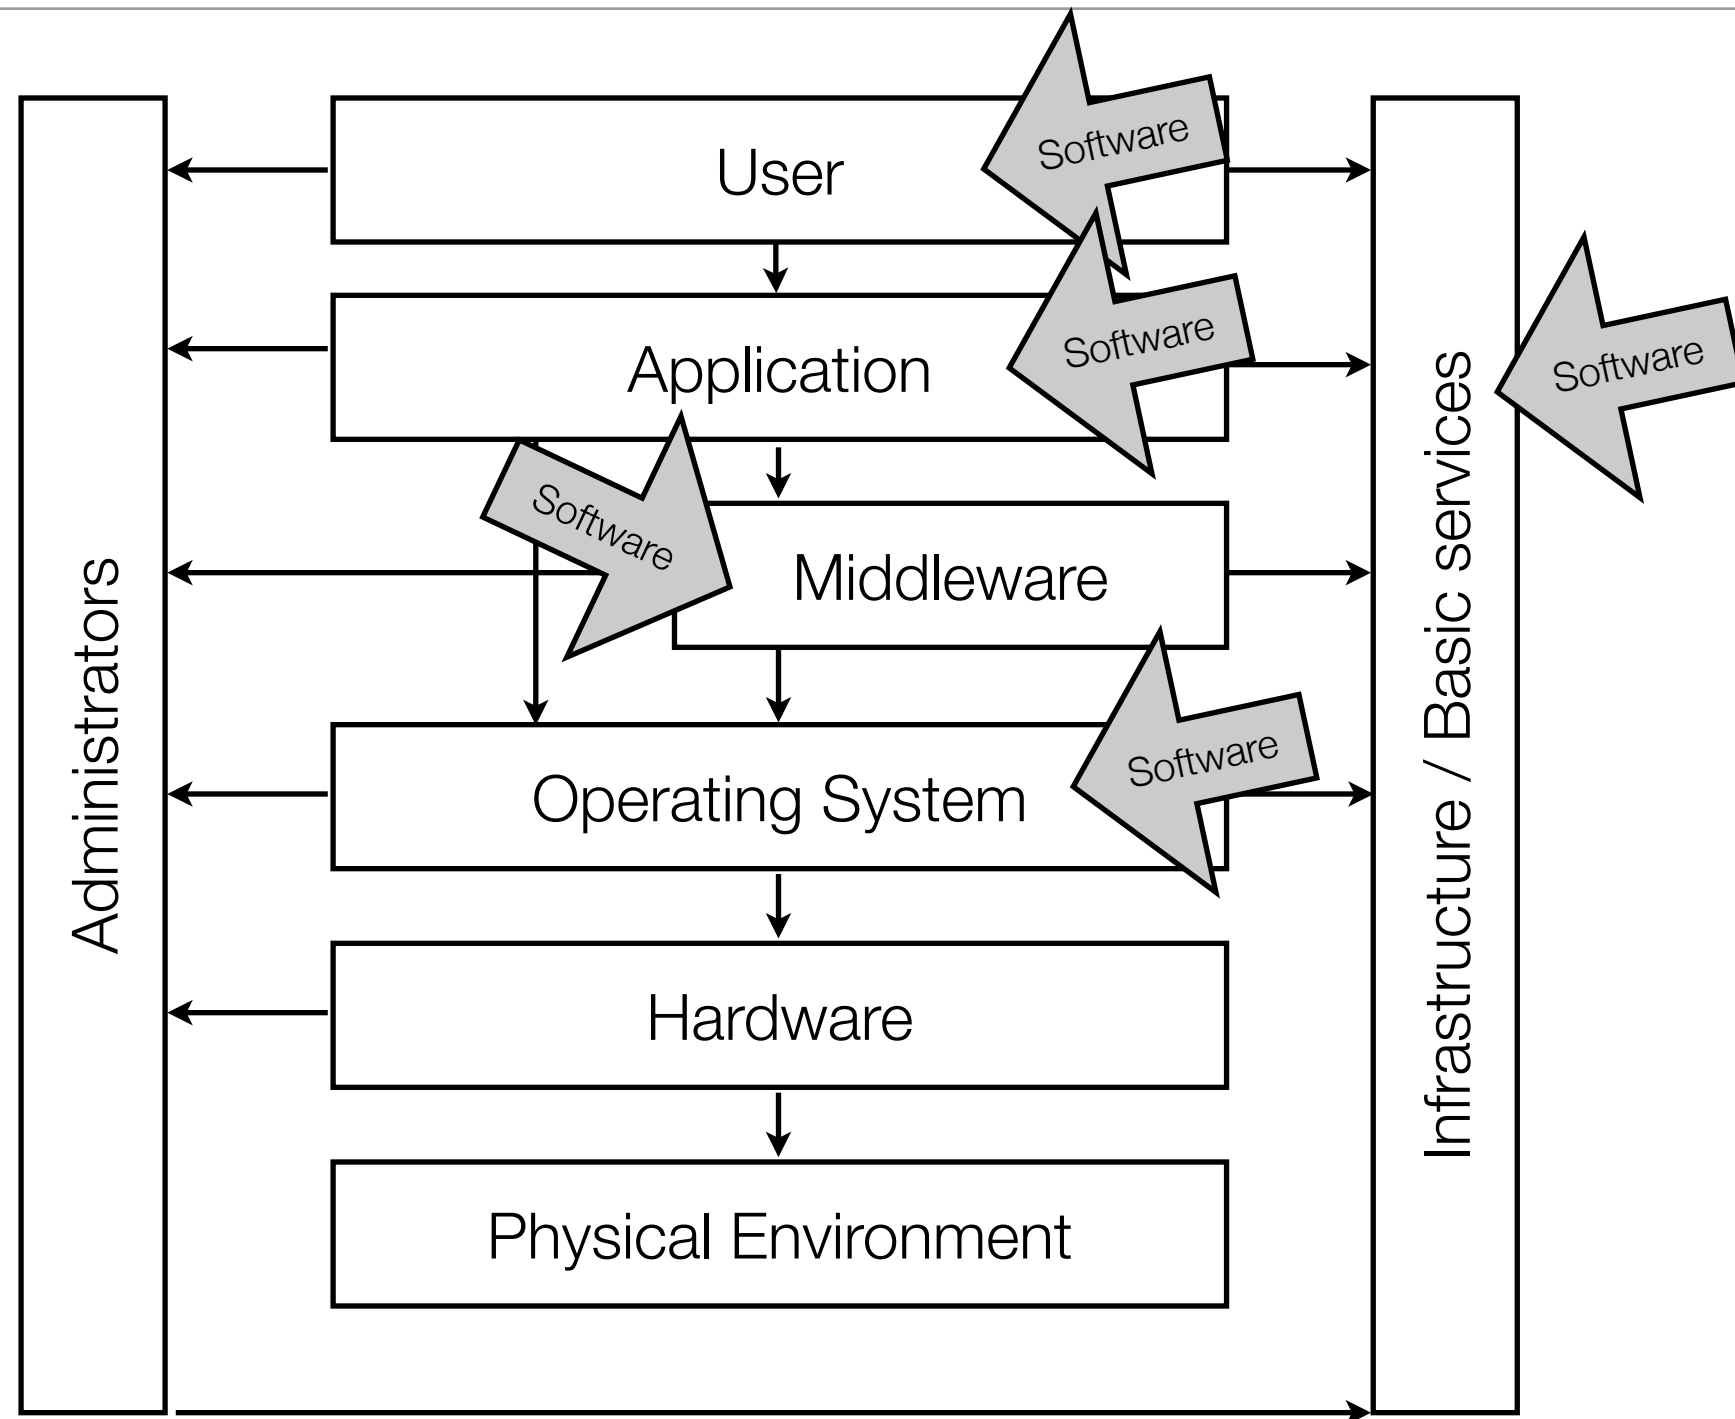 User
Software
Application
Software
Software
Software
Middleware
Operating System
Software
Hardware
Physical Environment
Administrators
Infrastructure / Basic services